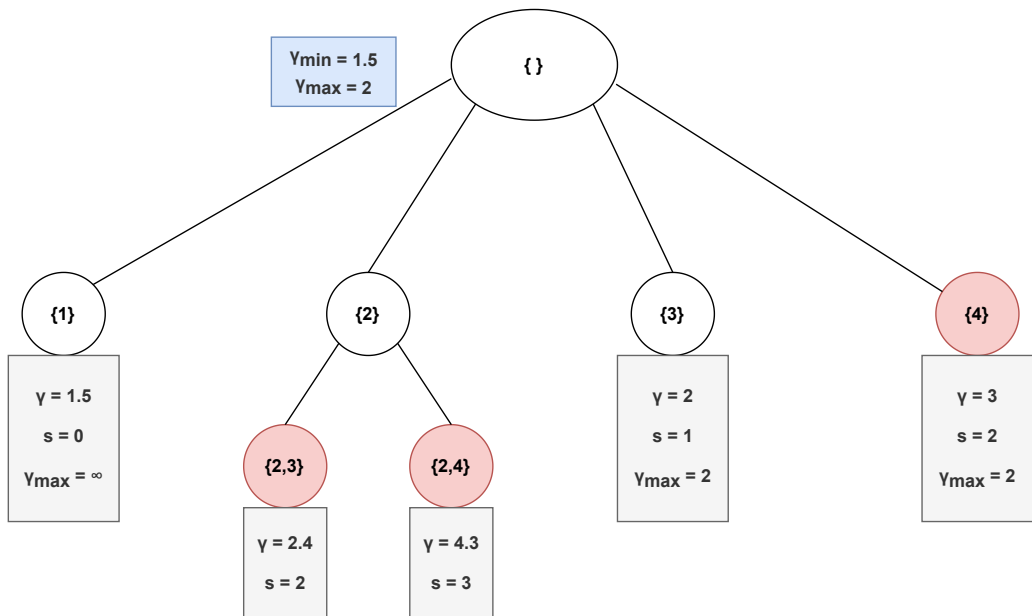 γmin = 1.5
γmax = 2
{ }
{1}
{2}
{3}
{4}
γ = 1.5
s = 0
γmax = ∞
γ = 2
s = 1
γmax = 2
γ = 3
s = 2
γmax = 2
{2,3}
{2,4}
γ = 2.4
s = 2
γ = 4.3
s = 3